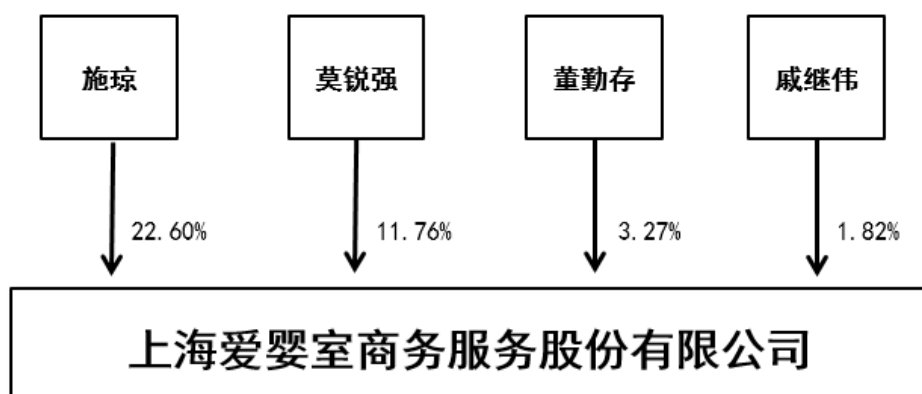 施琼
莫锐强
董勤存
戚继伟
22.60%
11.76%
3.27%
1.82%
上海爱婴室商务服务股份有限公司